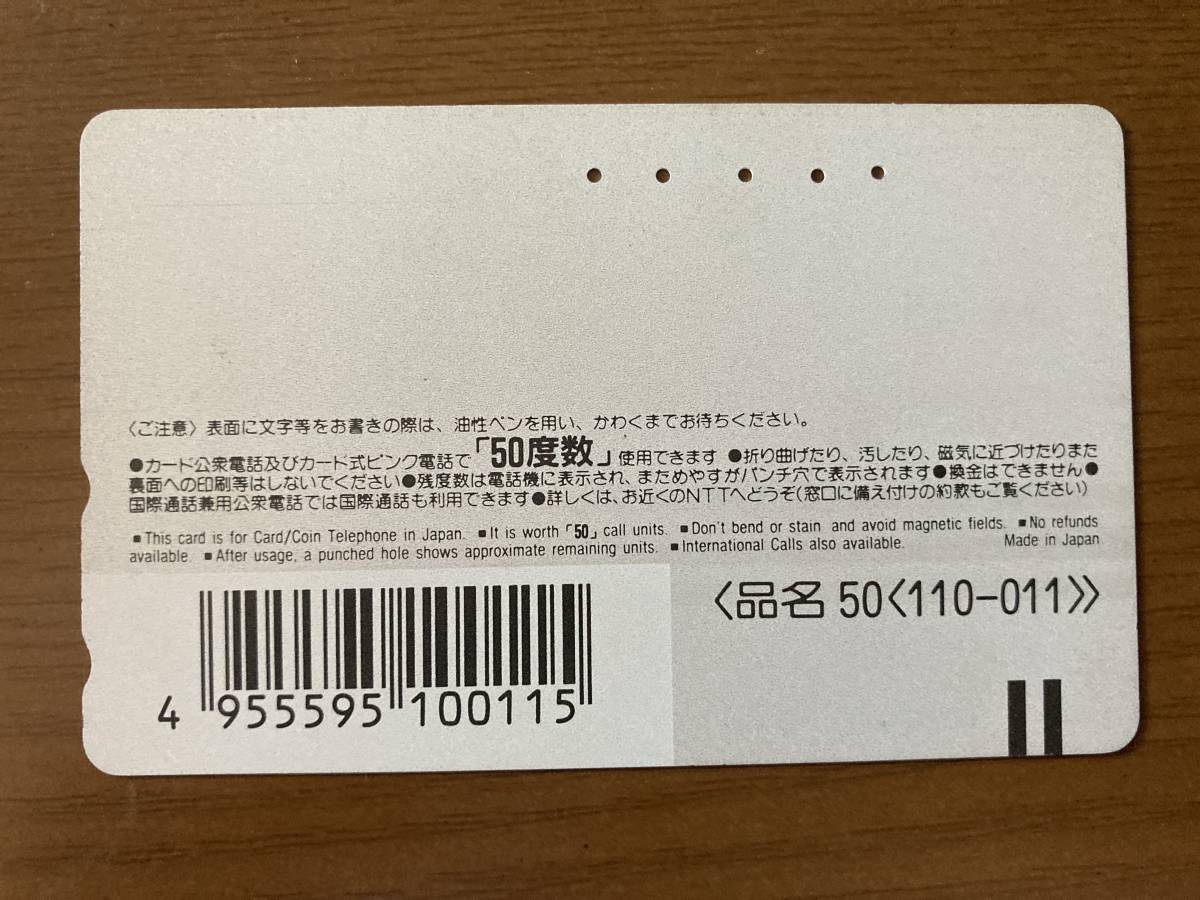 〈ご注意〉表面に文字等をお書きの際は、油性ペンを用い、かわくまでお待ちください。
●カード公衆電話及びカード式ピンク電話で「50度数」使用できます ●折り曲げたり、汚したり、磁気に近づけたりまた
裏面への印刷等はしないでください●残度数は電話機に表示され、まためやすがパンチ穴で表示されます●換金はできません●
国際通話兼用公衆電話では国際通話も利用できます●詳しくは、お近くのNTTへどうぞ(窓口に備え付けの約款もご覧ください)
■This card is for Card/Coin Telephone in Japan. ■It is worth「50」call units. ■Don't bend or stain and avoid magnetic fields. ■No refunds
available. ■After usage, a punched hole shows approximate remaining units. ■International Calls also available. Made in Japan
〈品名 50〈110-011〉〉
4 955595 100115